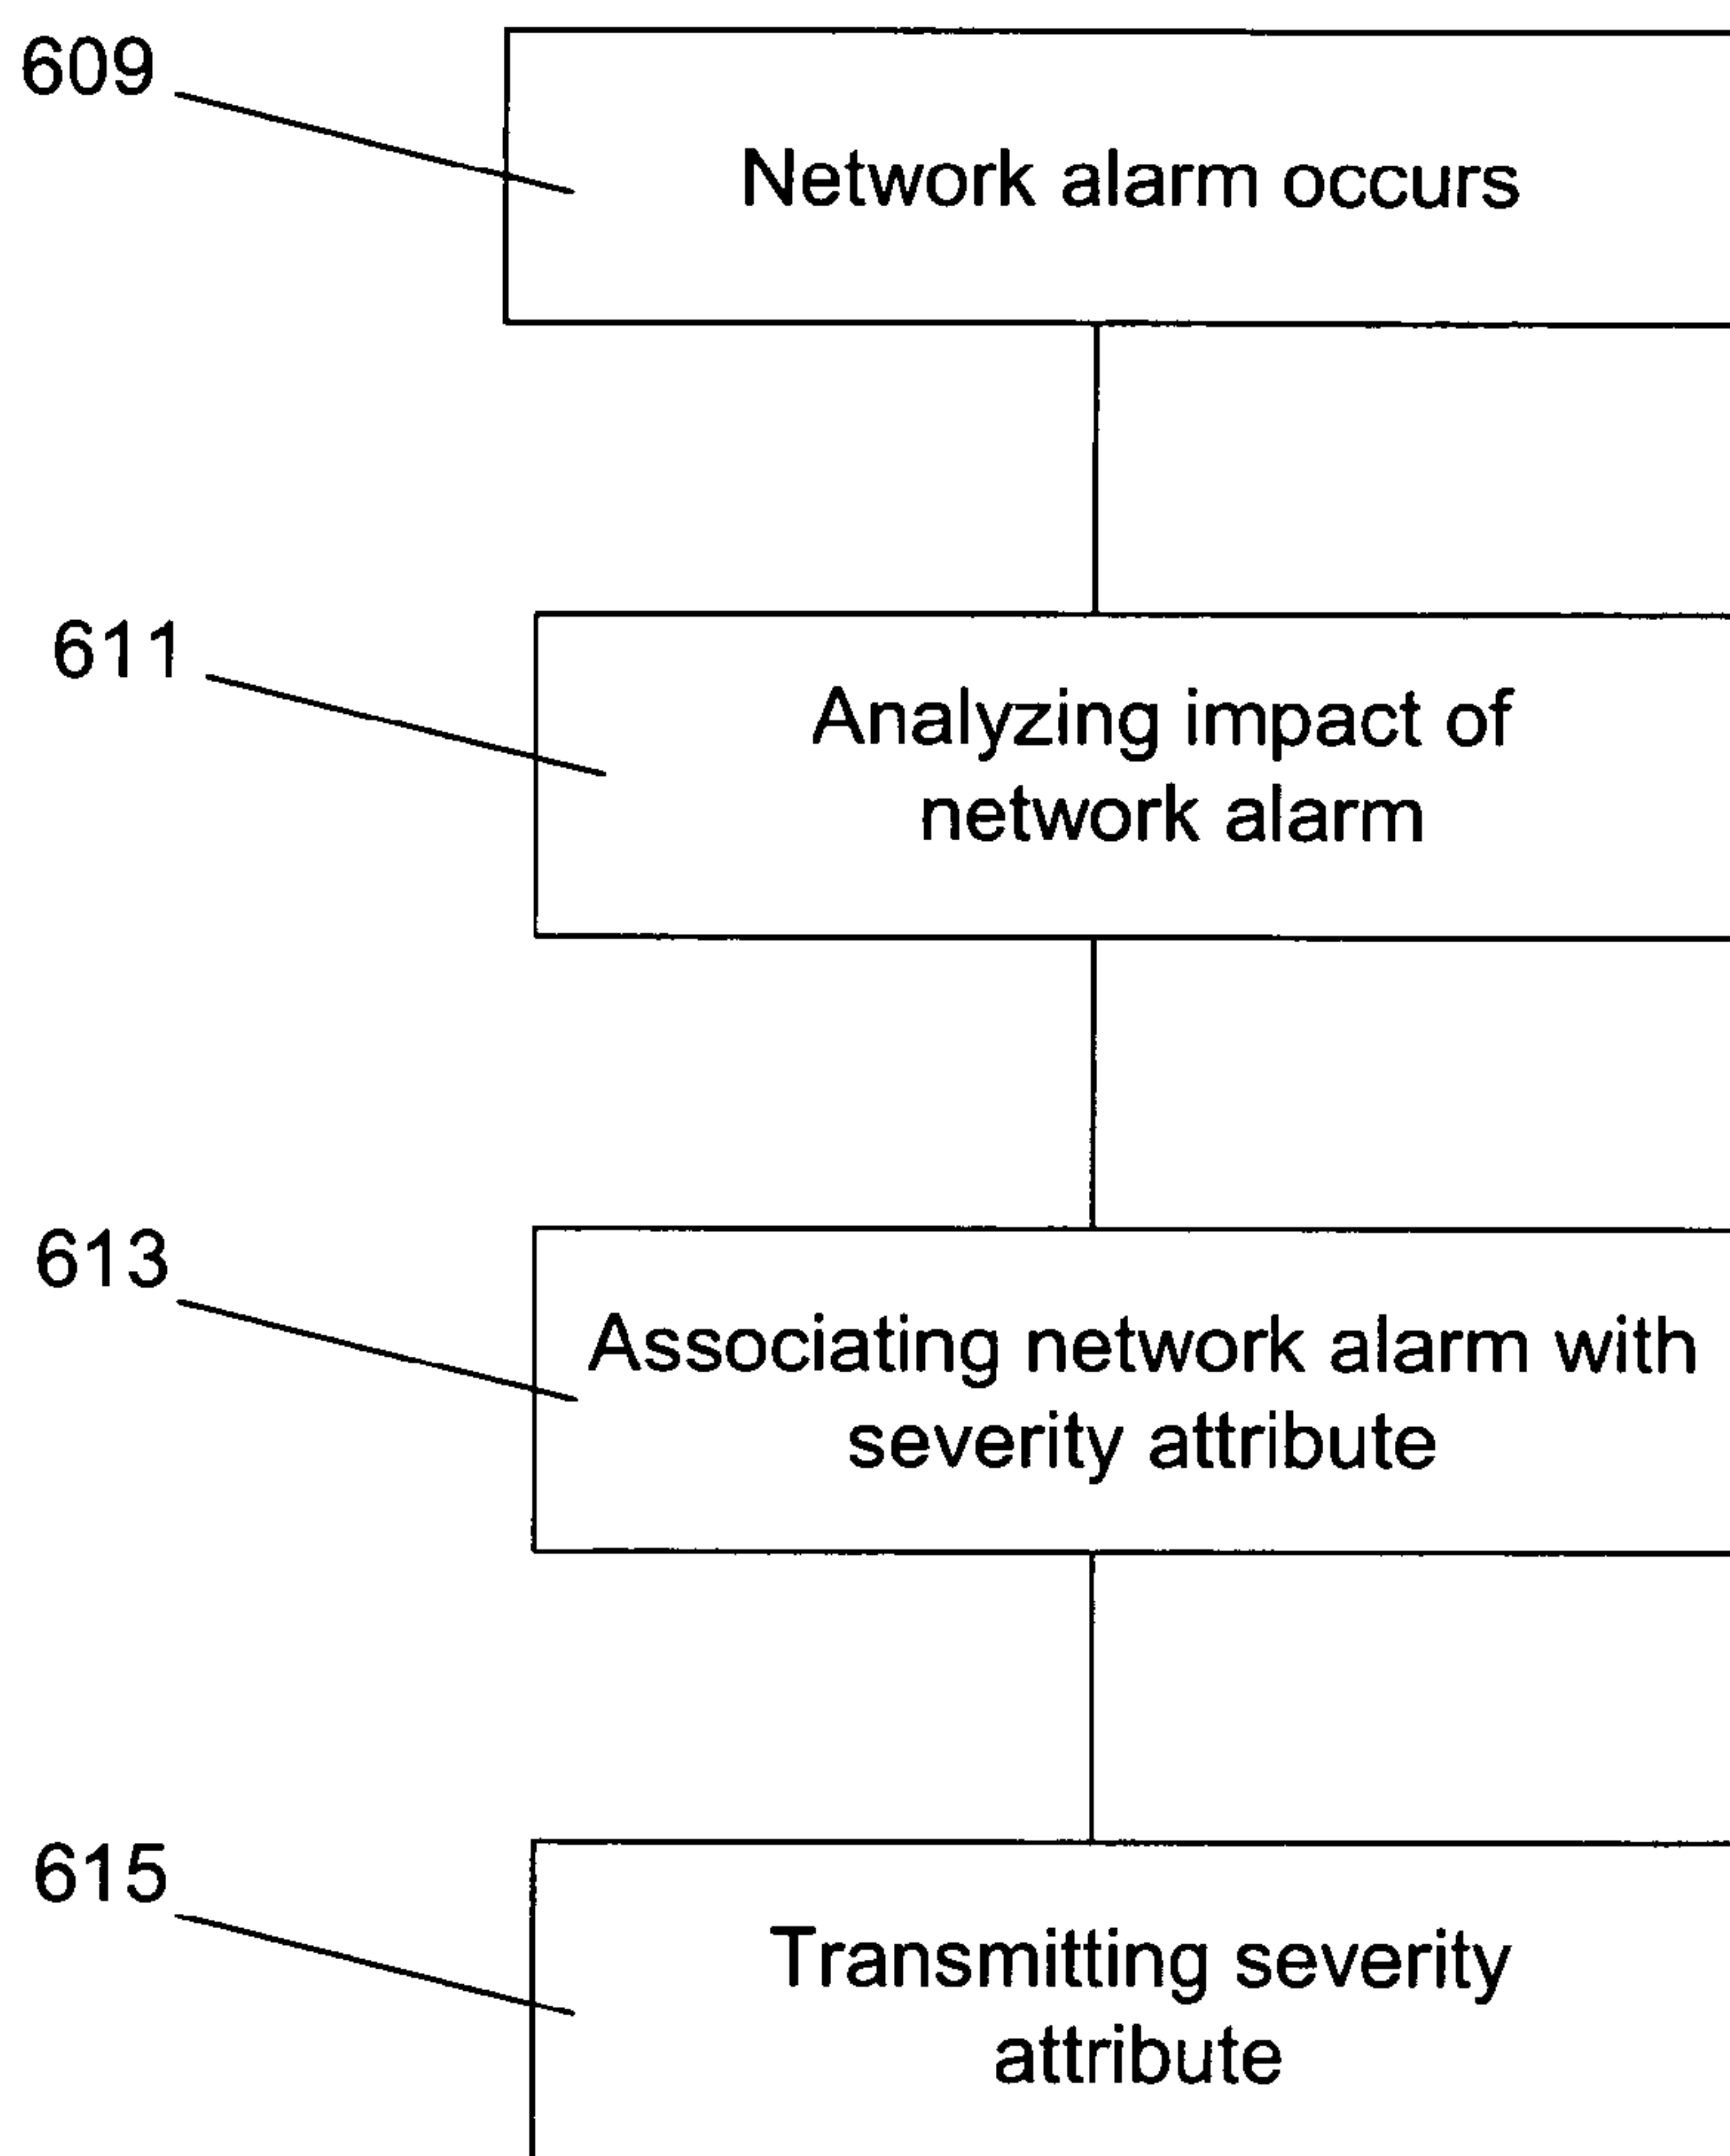 609
Network alarm occurs
611
Analyzing impact of
network alarm
613
Associating network alarm with
severity attribute
615
Transmitting severity
attribute